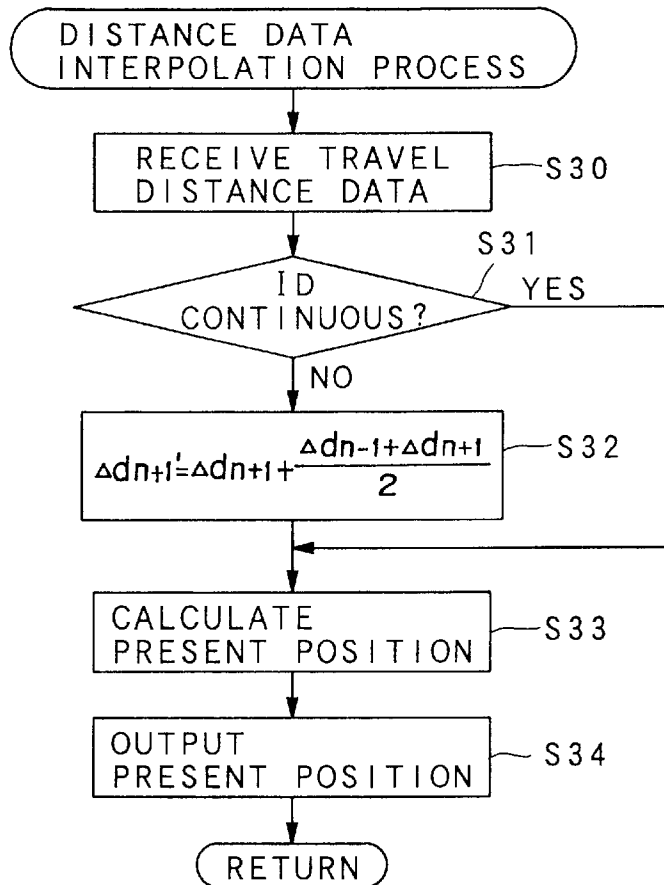 DISTANCE DATA
INTERPOLATION PROCESS
RECEIVE TRAVEL
DISTANCE DATA
S30
S31
ID
CONTINUOUS?
YES
NO
Δdn+1'=Δdn+1+ Δdn-1+Δdn+1
2
S32
CALCULATE
PRESENT POSITION
S33
OUTPUT
PRESENT POSITION
S34
RETURN